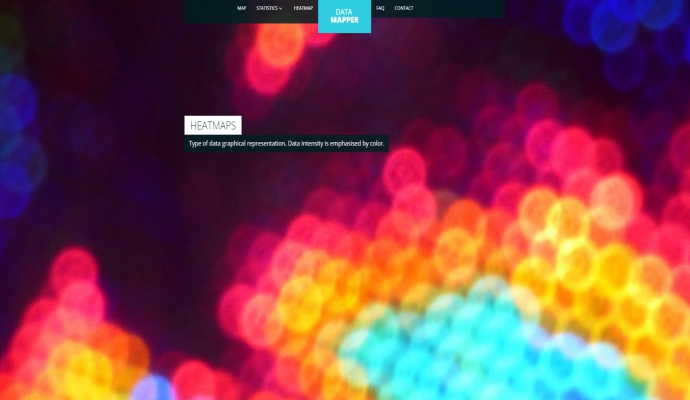 MAP STATISTICS HEATMAP DATA MAPPER FAQ CONTACT
HEATMAPS
Type of data graphical representation. Data intensity is emphasised by color.